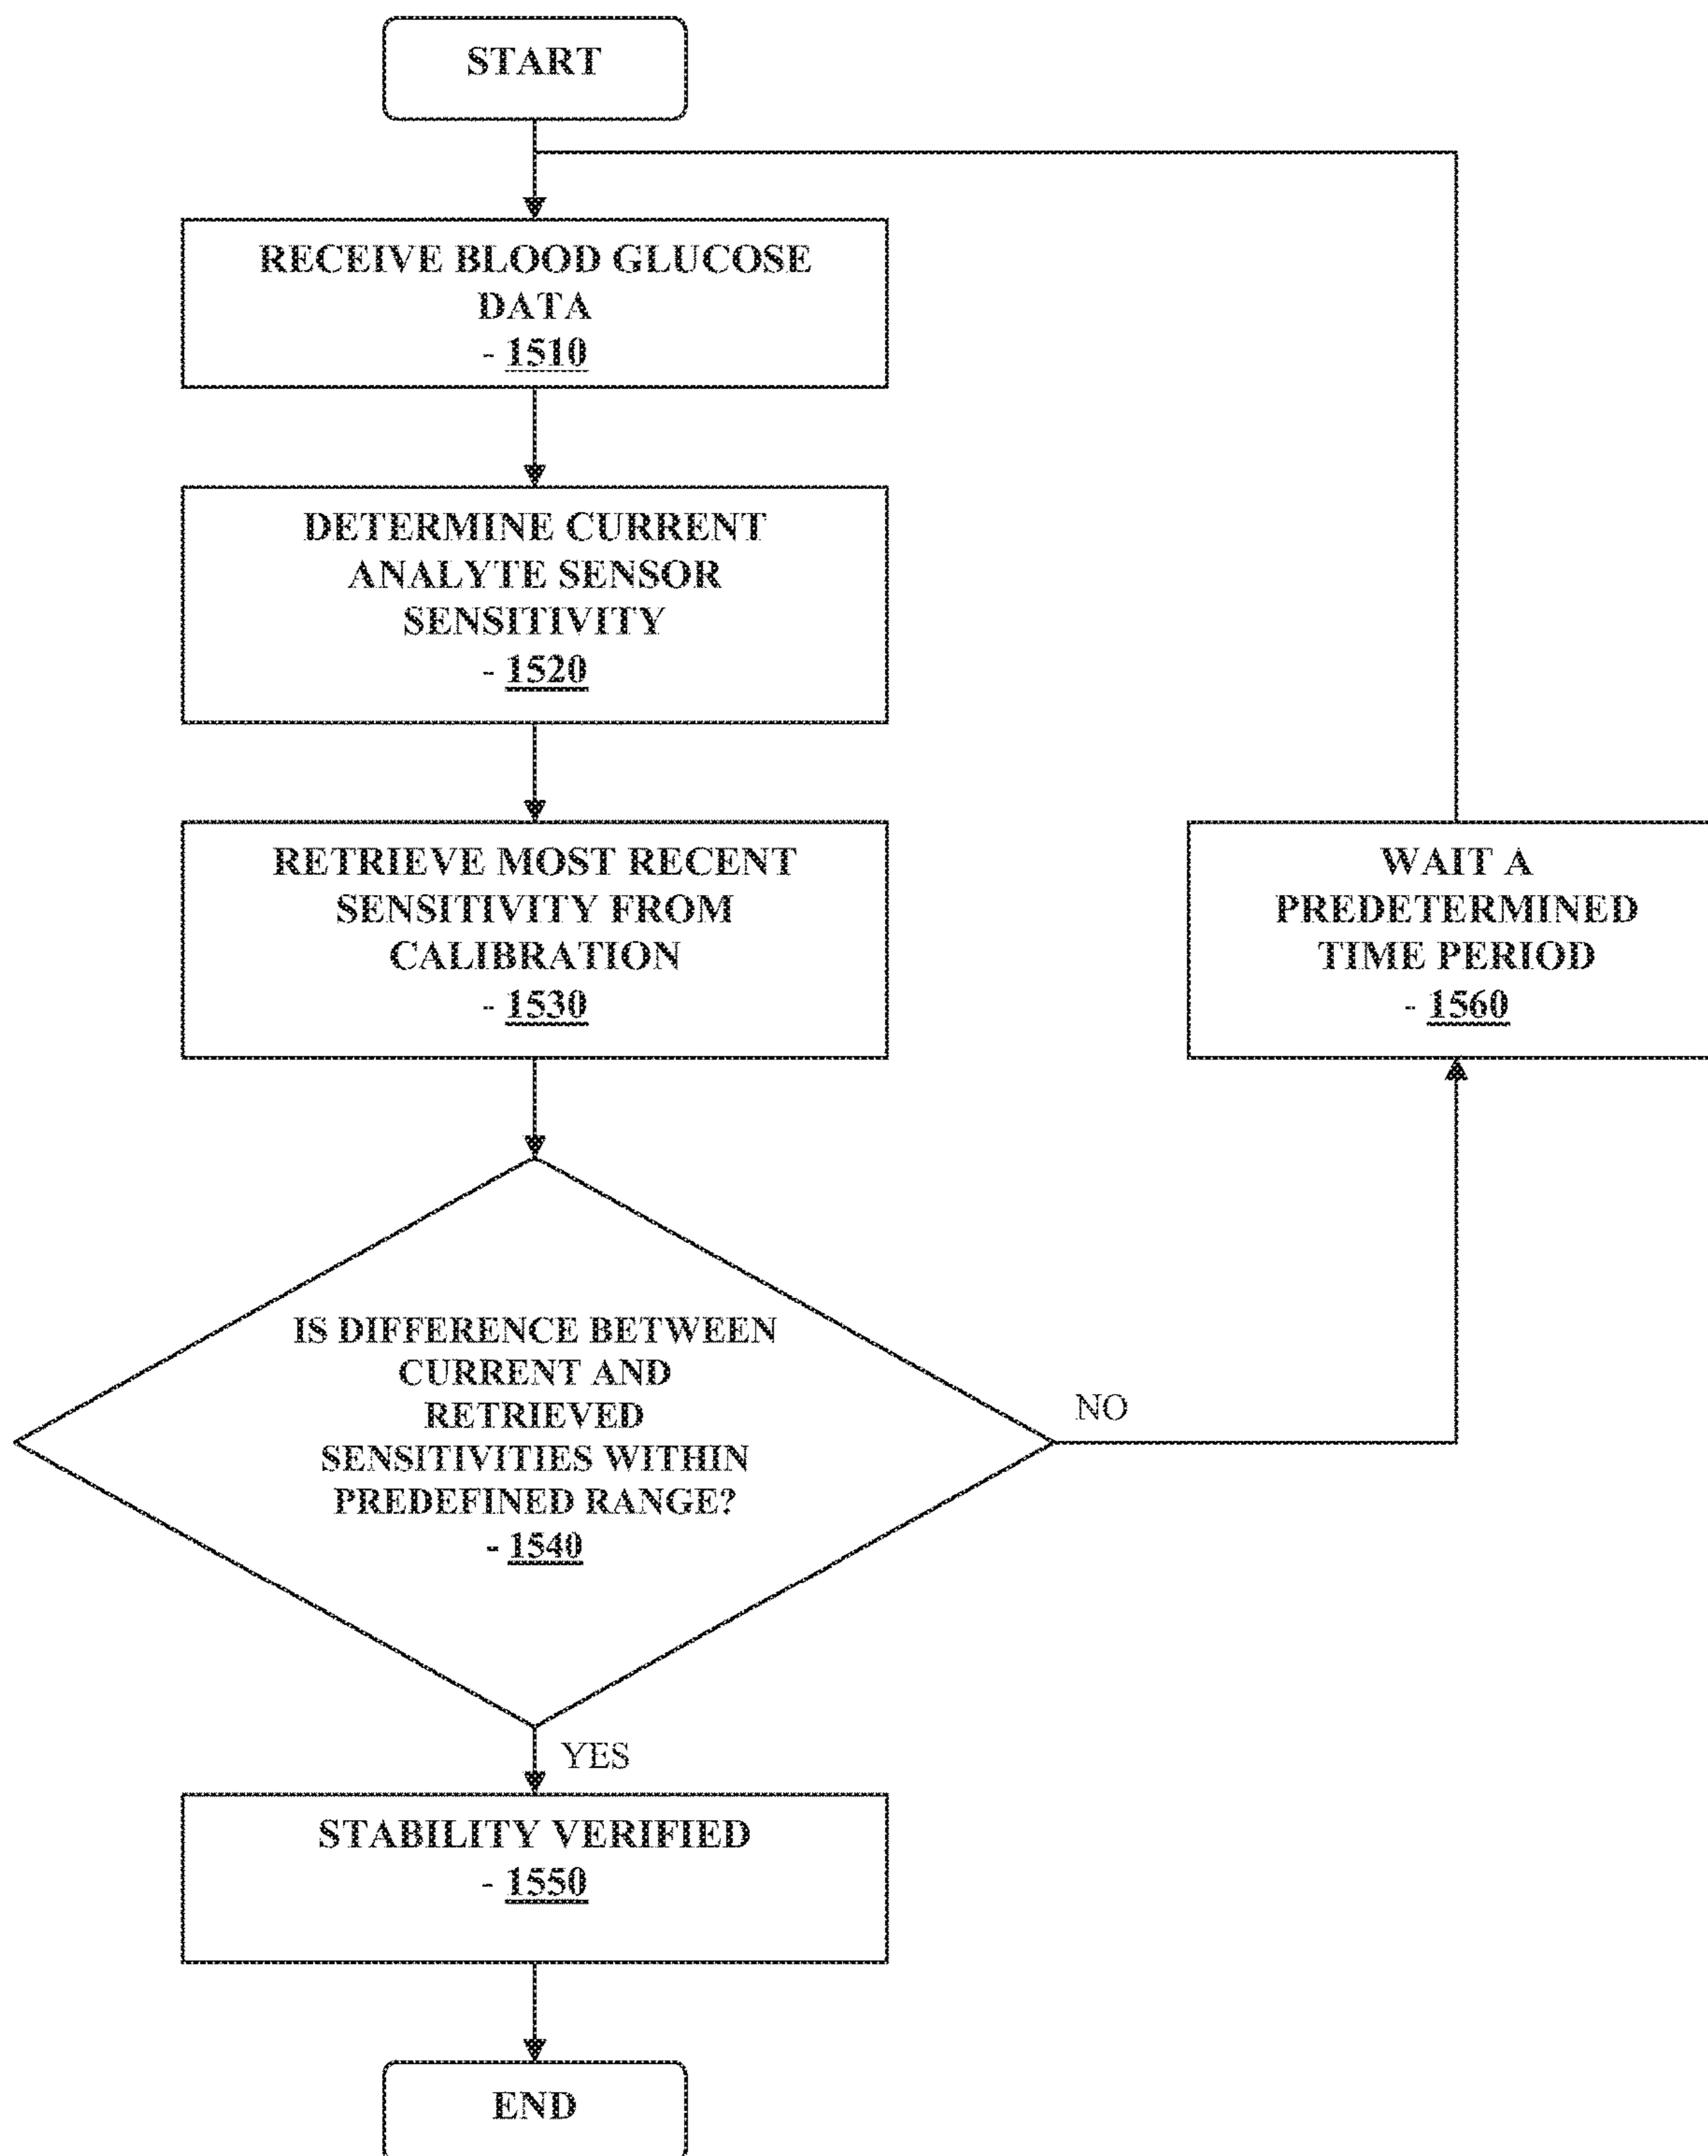 START
RECEIVE BLOOD GLUCOSE
DATA
- 1510
DETERMINE CURRENT
ANALYTE SENSOR
SENSITIVITY
- 1520
RETRIEVE MOST RECENT
SENSITIVITY FROM
CALIBRATION
- 1530
WAIT A
PREDETERMINED
TIME PERIOD
- 1560
IS DIFFERENCE BETWEEN
CURRENT AND
RETRIEVED
SENSITIVITIES WITHIN
PREDEFINED RANGE?
- 1540
NO
YES
STABILITY VERIFIED
- 1550
END